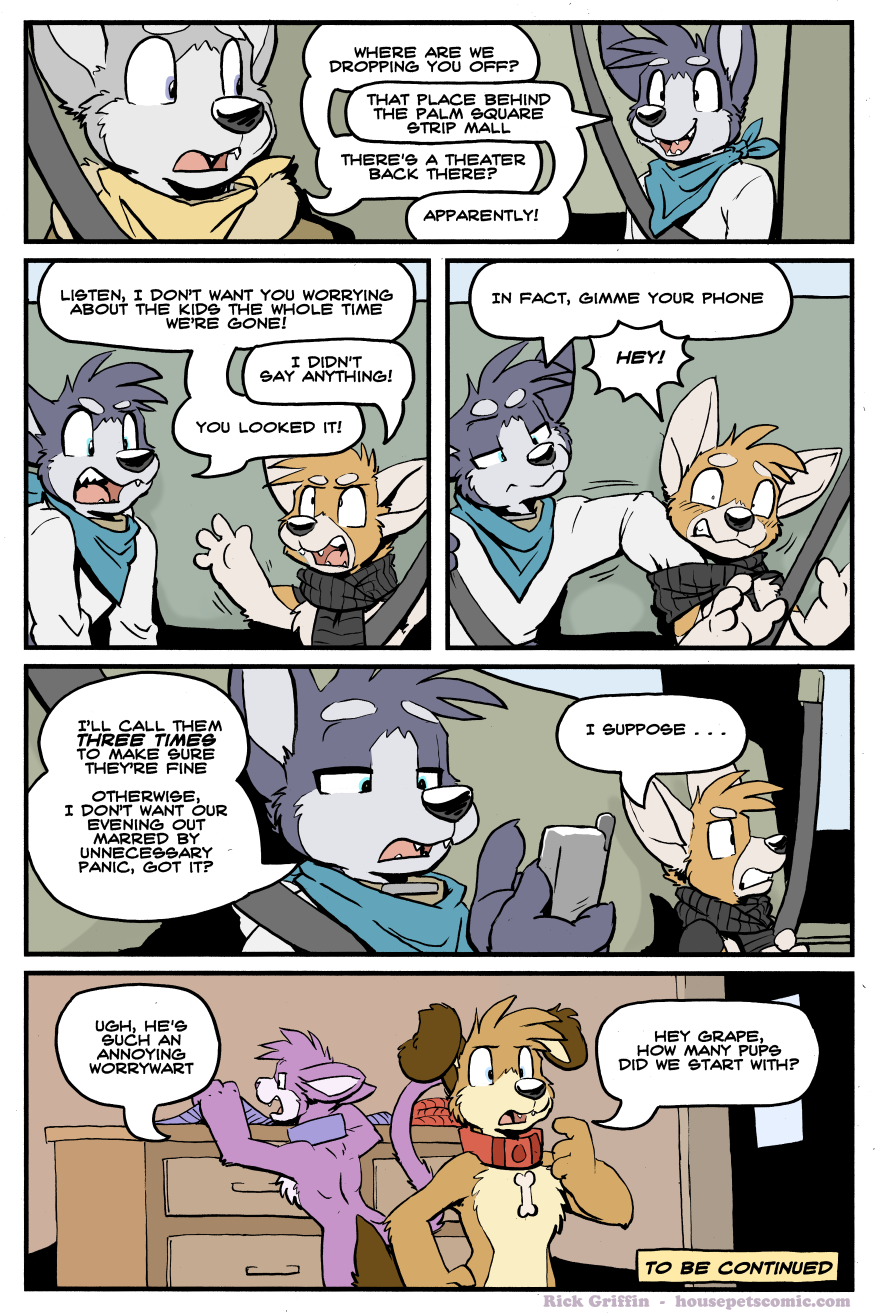 WHERE ARE WE
DROPPING YOU OFF?
THAT PLACE BEHIND
THE PALM SQUARE
STRIP MALL
THERE'S A THEATER
BACK THERE?
APPARENTLY!
LISTEN, I DON'T WANT YOU WORRYING
ABOUT THE KIDS THE WHOLE TIME
WE'RE GONE!
I DIDN'T
SAY ANYTHING!
YOU LOOKED IT!
IN FACT, GIMME YOUR PHONE
HEY!
I'LL CALL THEM
THREE TIMES
TO MAKE SURE
THEY'RE FINE
OTHERWISE,
I DON'T WANT OUR
EVENING OUT
MARRED BY
UNNECESSARY
PANIC, GOT IT?
I SUPPOSE . . .
UGH, HE'S
SUCH AN
ANNOYING
WORRYWART
HEY GRAPE,
HOW MANY PUPS
DID WE START WITH?
TO BE CONTINUED
Rick Griffin - housepetscomic.com